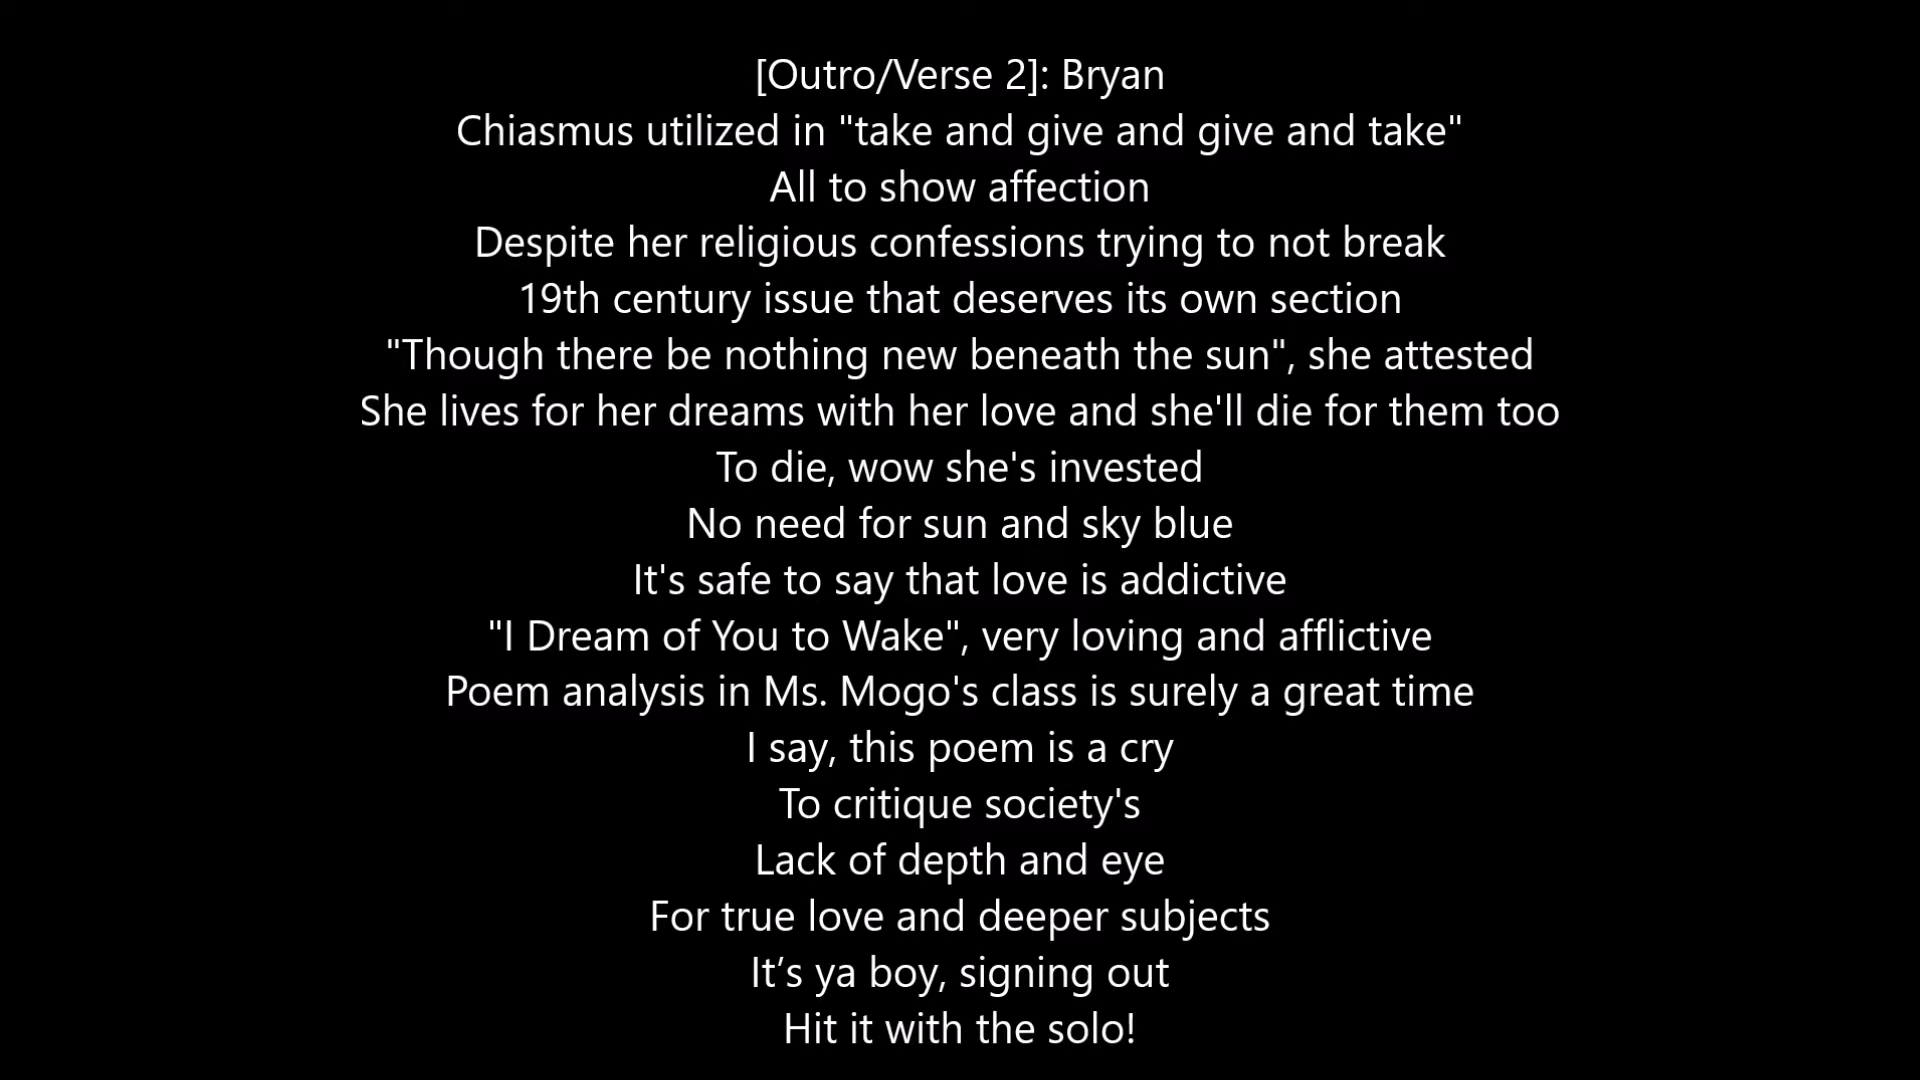 [Outro/Verse 2]: Bryan
Chiasmus utilized in "take and give and give and take"
All to show affection
Despite her religious confessions trying to not break
19th century issue that deserves its own section
"Though there be nothing new beneath the sun", she attested
She lives for her dreams with her love and she'll die for them too
To die, wow she's invested
No need for sun and sky blue
It's safe to say that love is addictive
"I Dream of You to Wake", very loving and afflictive
Poem analysis in Ms. Mogo's class is surely a great time
I say, this poem is a cry
To critique society's
Lack of depth and eye
For true love and deeper subjects
It’s ya boy, signing out
Hit it with the solo!